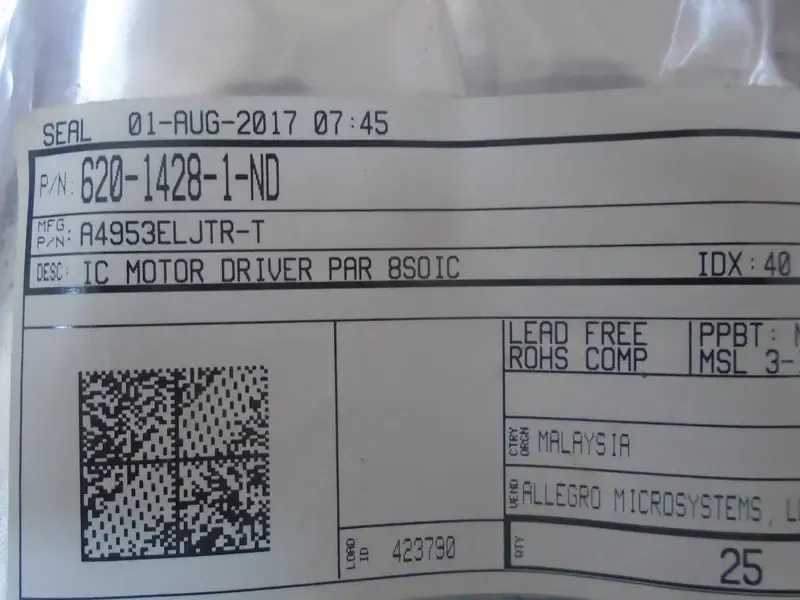 SEAL 01-AUG-2017 07:45
P/N: 620-1428-1-ND
MFG P/N: A4953ELJTR-T
DESC: IC MOTOR DRIVER PAR 8SOIC IDX: 40
LEAD FREE
ROHS COMP
PPBT:
MSL 3-
CTRY ORGN MALAYSIA
VEND ALLEGRO MICROSYSTEMS,
LOAD ID 423790
QTY 25